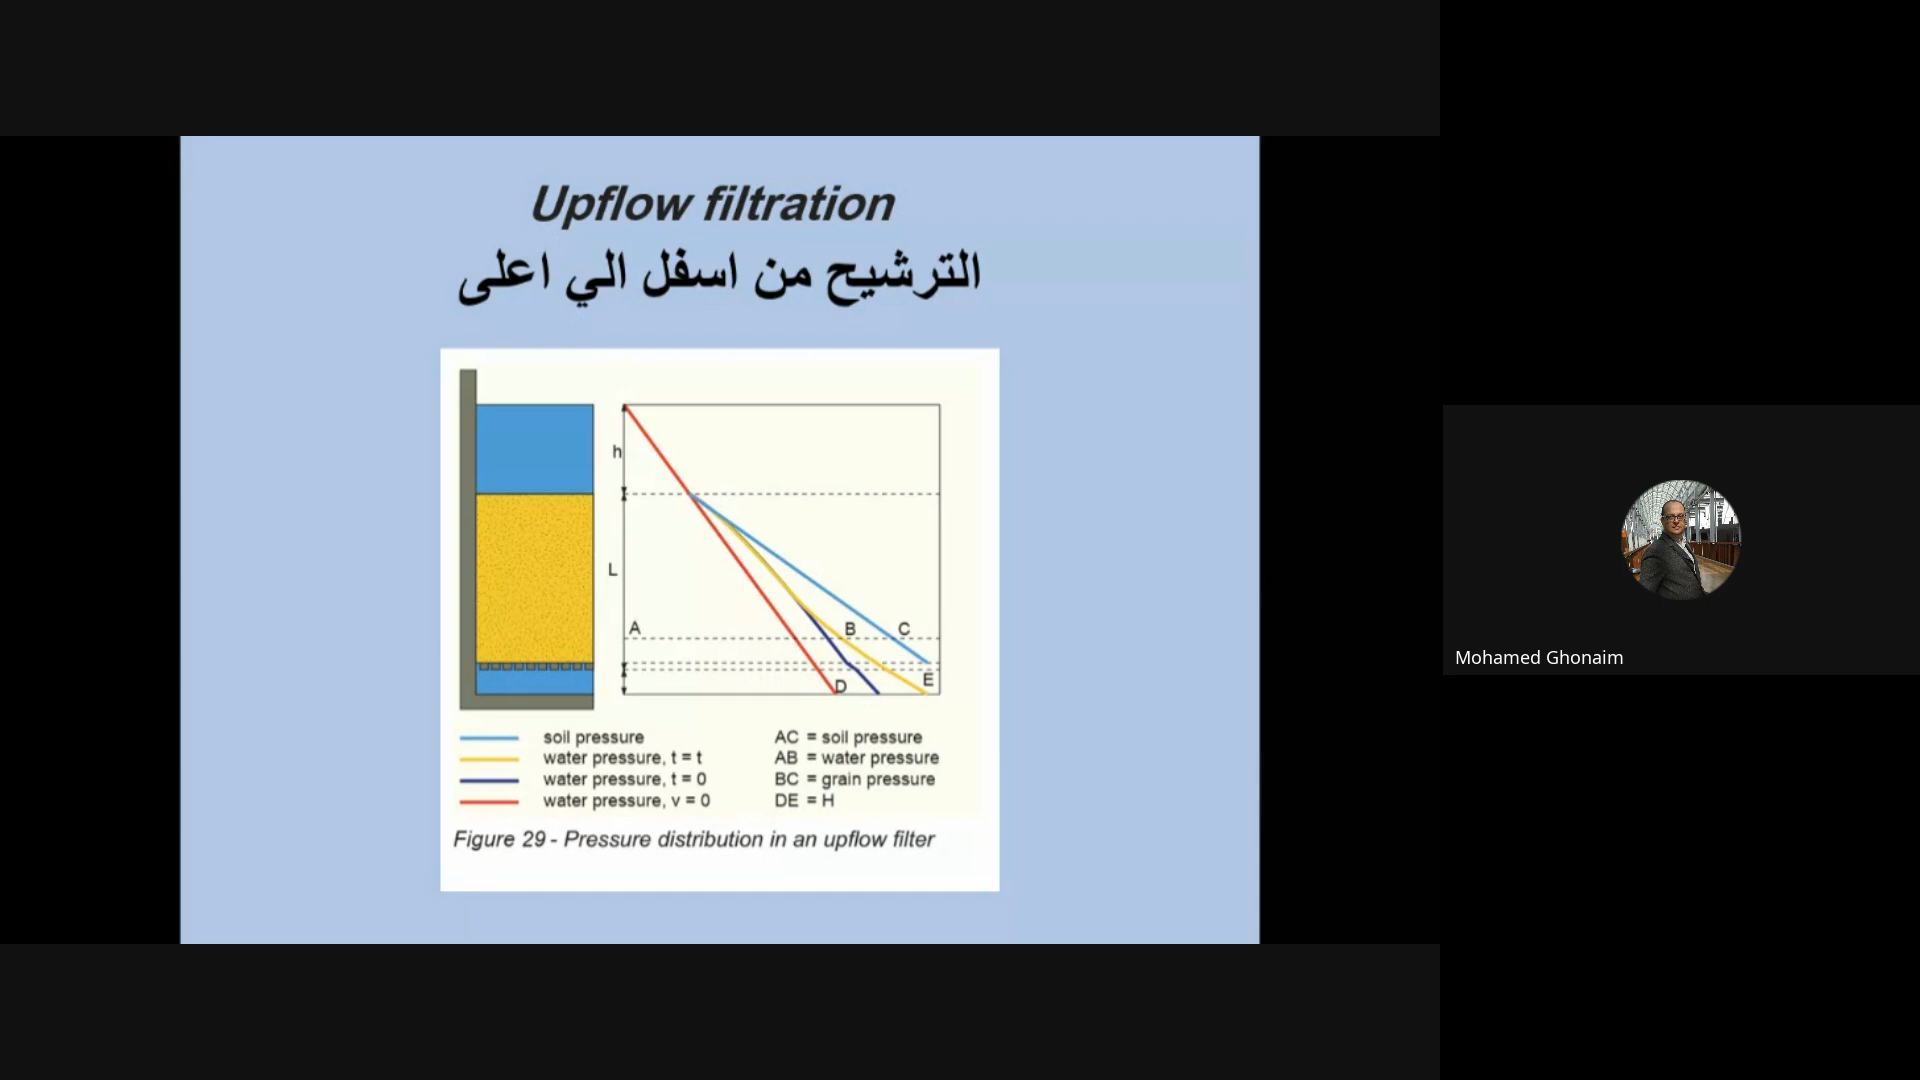 Upflow filtration
الترشيح من اسفل الي اعلى
h
L
A
B
C
D
E
soil pressure
water pressure, t = t
water pressure, t = 0
water pressure, v = 0
AC = soil pressure
AB = water pressure
BC = grain pressure
DE = H
Figure 29 - Pressure distribution in an upflow filter
Mohamed Ghonaim